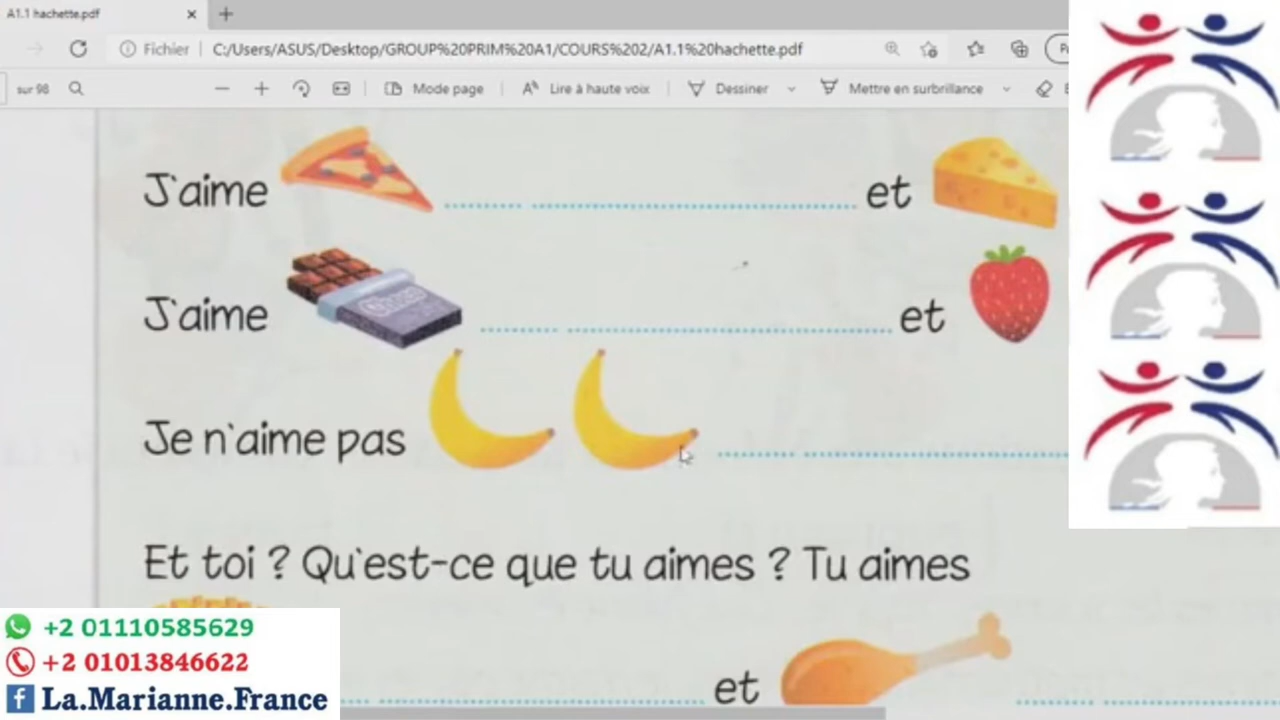 A1.1 hachette.pdf
Fichier C:/Users/ASUS/Desktop/GROUP%20PRIM%20A1/COURS%202/A1.1%20hachette.pdf
sur 98 Mode page Lire à haute voix Dessiner Mettre en surbrillance
J'aime et
J'aime et
Je n'aime pas
Et toi ? Qu'est-ce que tu aimes ? Tu aimes
et
+2 01110585629
+2 01013846622
La.Marianne.France